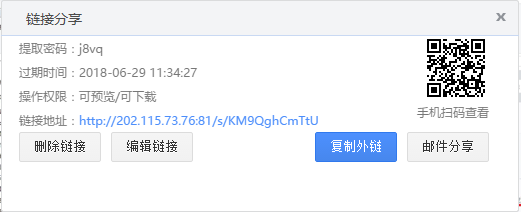 链接分享
提取密码：j8vq
过期时间：2018-06-29 11:34:27
操作权限：可预览/可下载
手机扫码查看
链接地址：http://202.115.73.76:81/s/KM9QghCmTtU
删除链接 编辑链接 复制外链 邮件分享